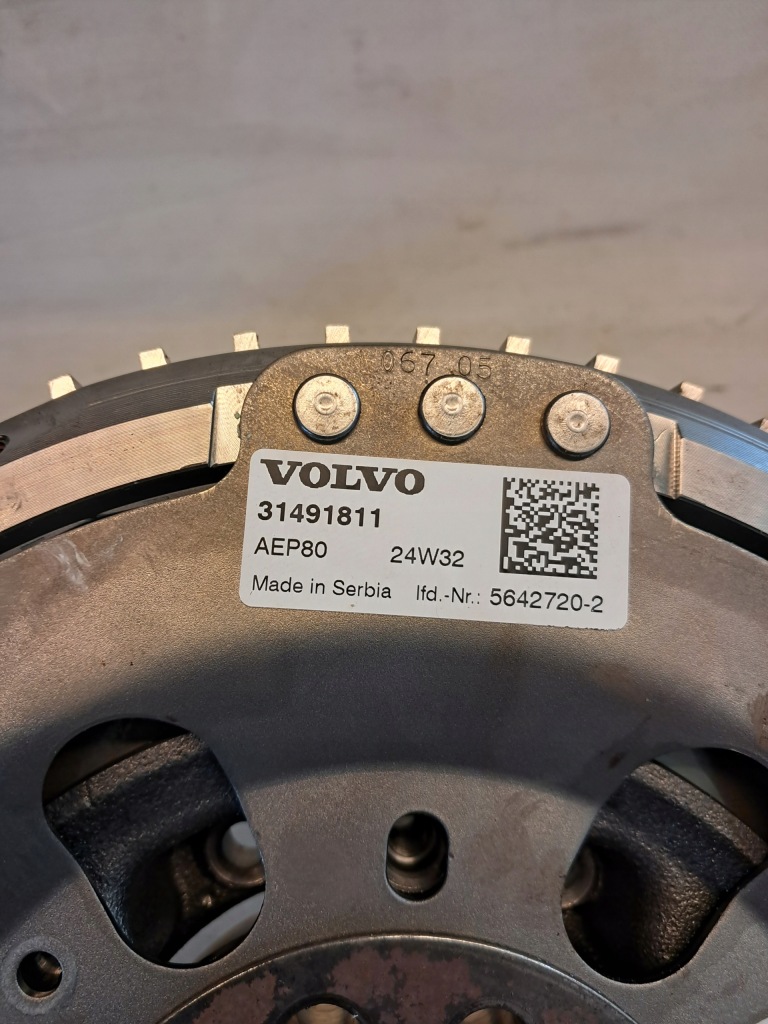 067 05
VOLVO
31491811
AEP80 24W32
Made in Serbia lfd.-Nr.: 5642720-2